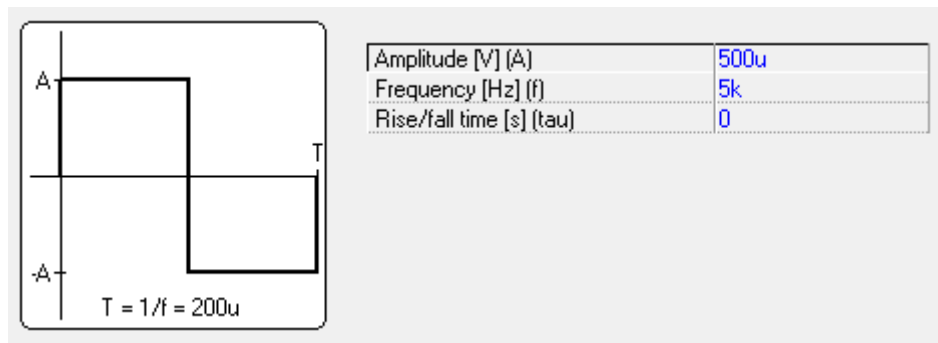 A
T
-A
T = 1/f = 200u
Amplitude [V] (A) 500u
Frequency [Hz] (f) 5k
Rise/fall time [s] (tau) 0